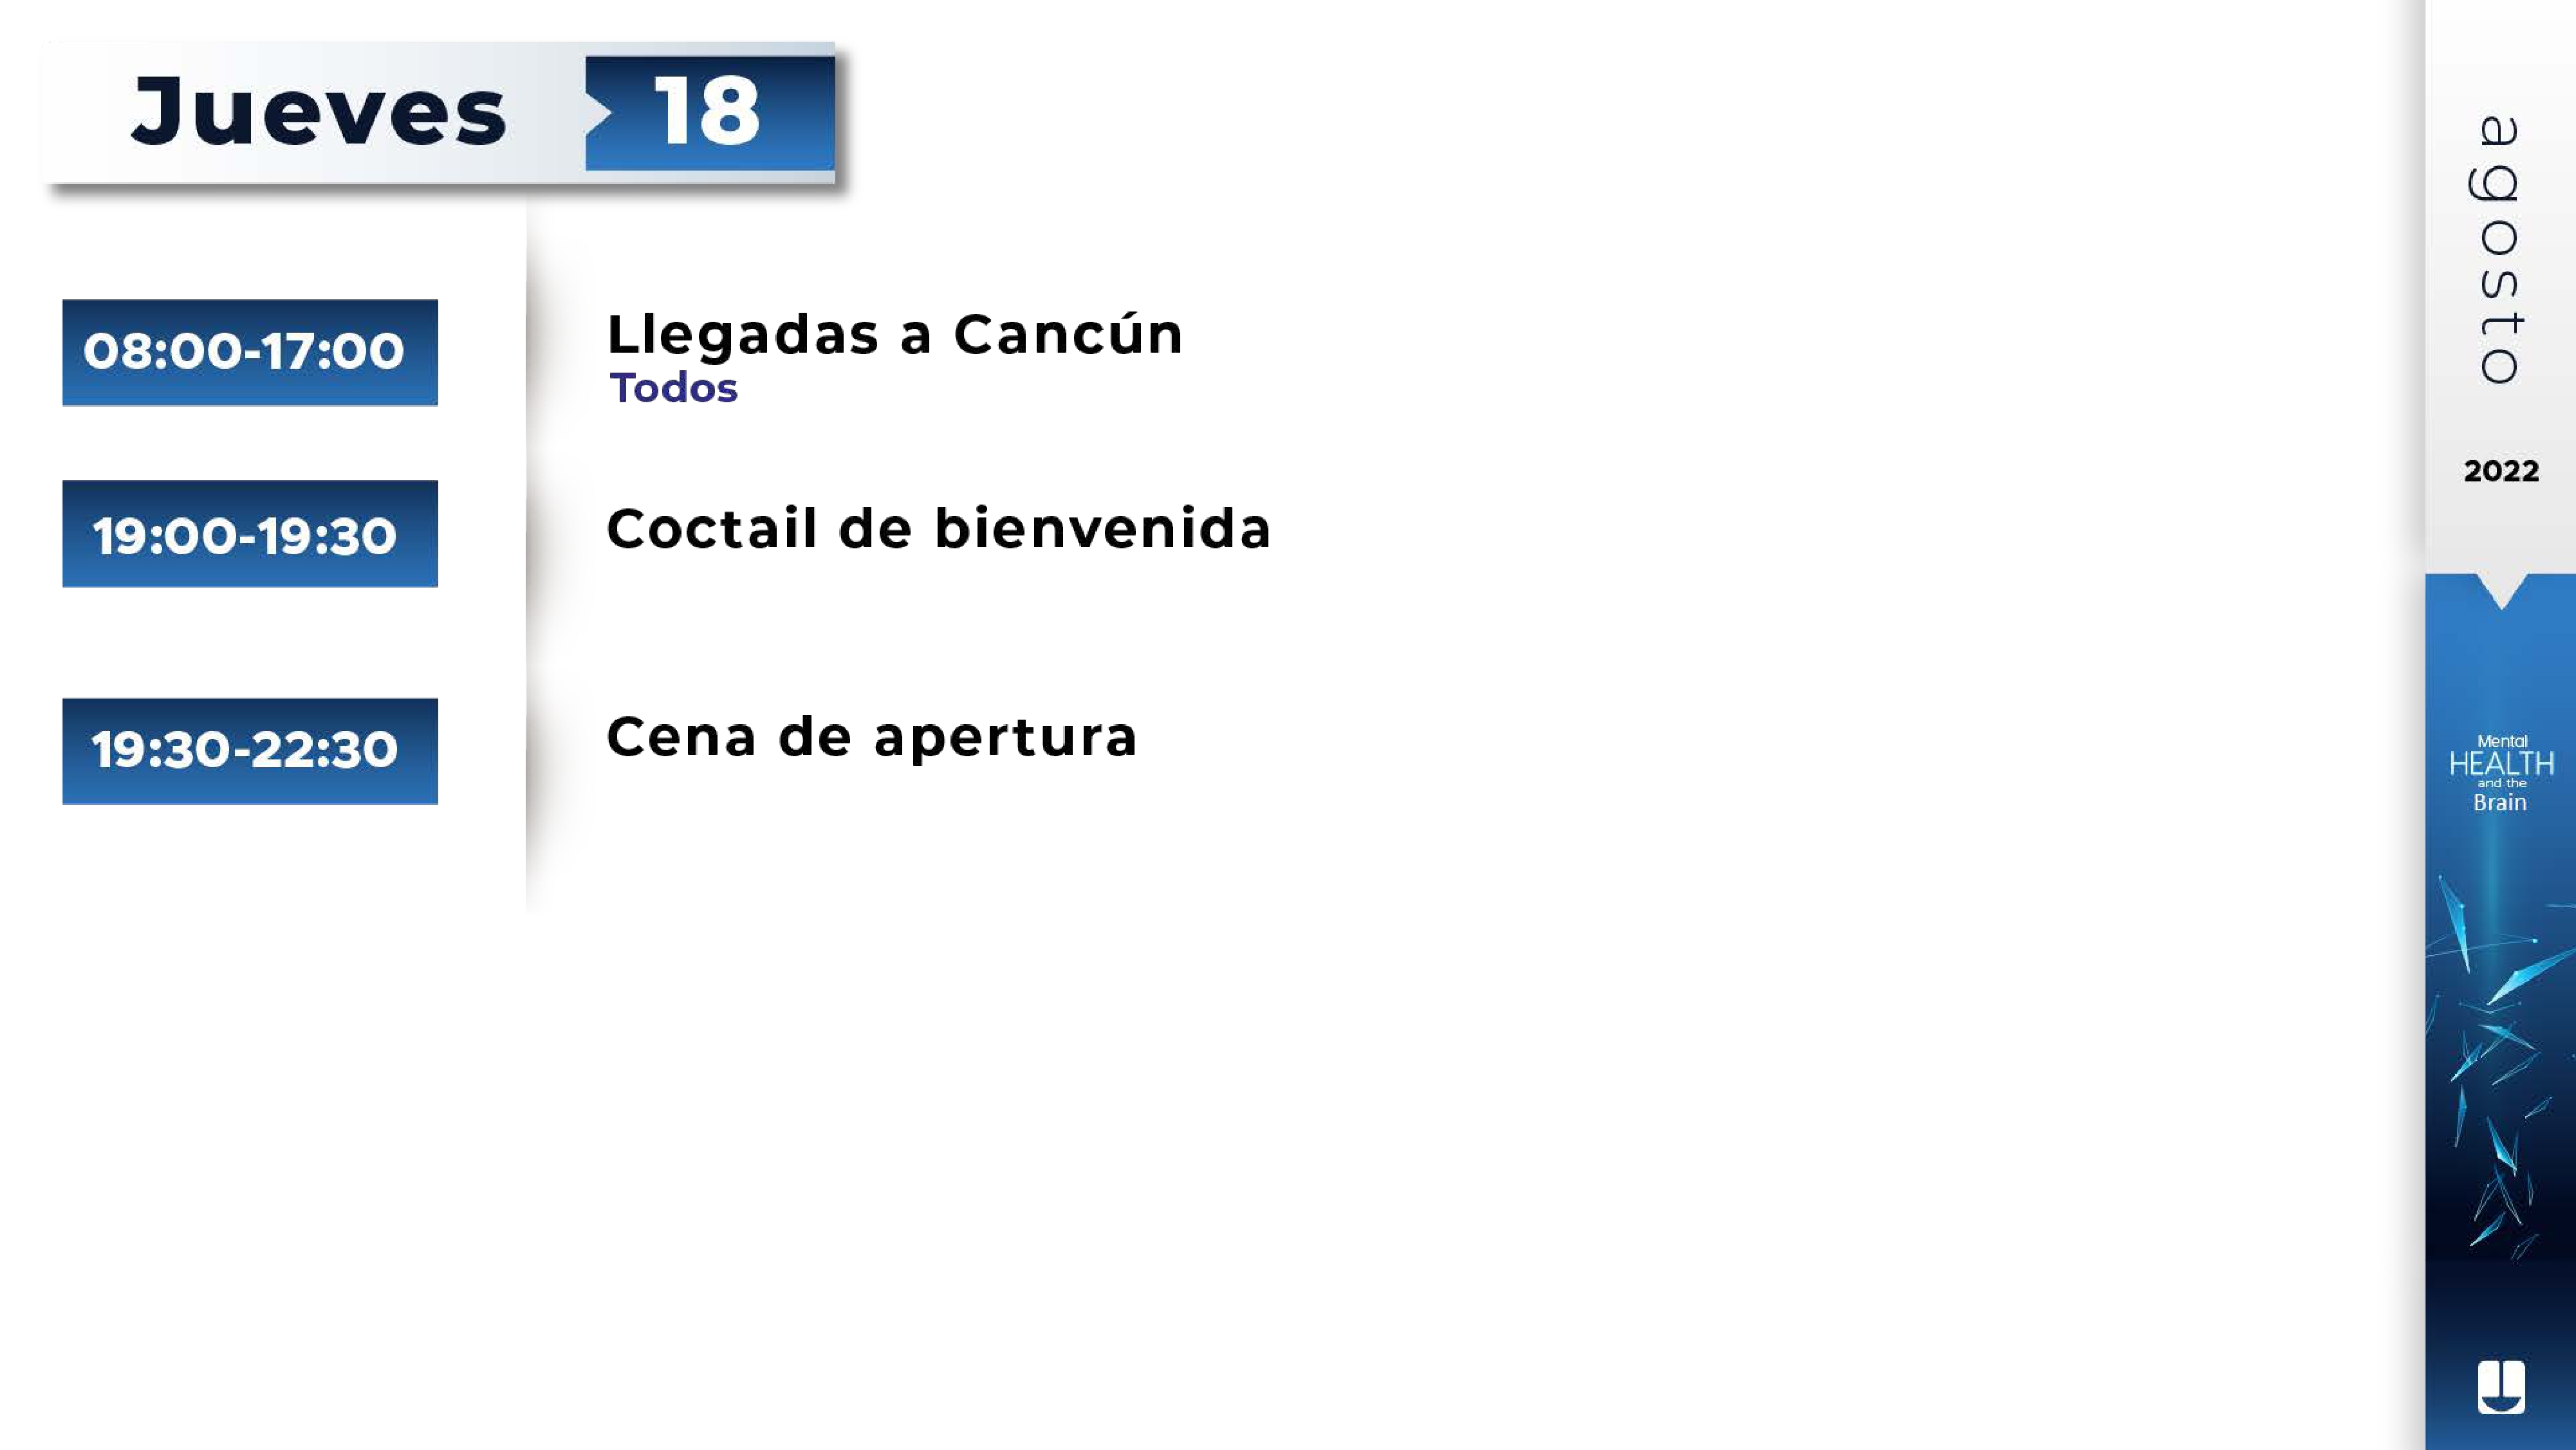 Jueves 18
08:00-17:00 Llegadas a Cancún
Todos
19:00-19:30 Coctail de bienvenida
19:30-22:30 Cena de apertura
agosto
2022
Mental
HEALTH
and the
Brain